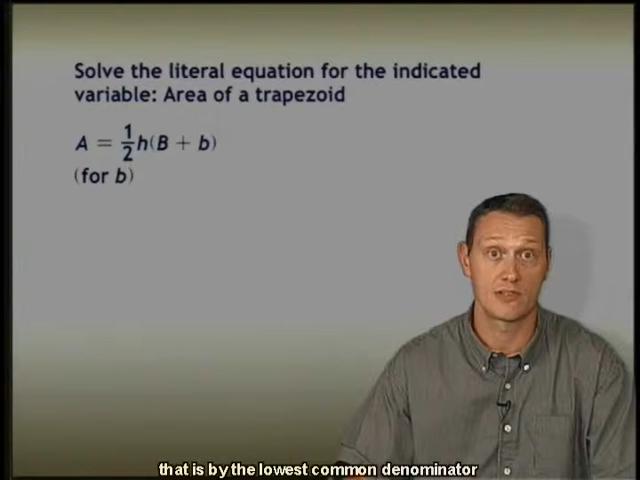 Solve the literal equation for the indicated
variable: Area of a trapezoid
A = 1/2 h(B + b)
(for b)
that is by the lowest common denominator